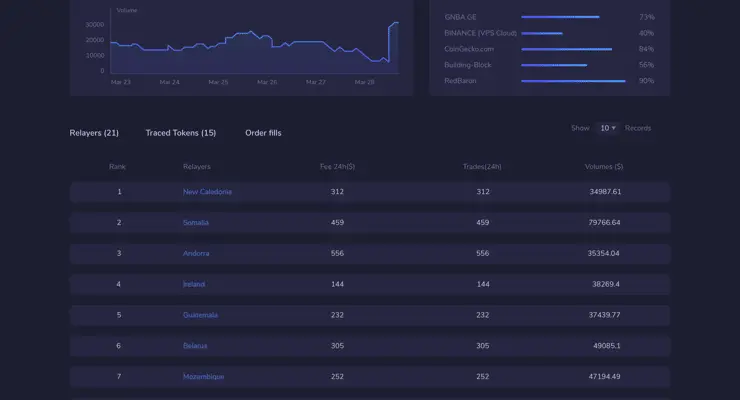 Volume
30000
20000
10000
0
Mar 23 Mar 24 Mar 25 Mar 26 Mar 27 Mar 28
GNBA.GE 73%
BINANCE (VPS Cloud) 40%
CoinGecko.com 84%
Building-Block 56%
RedBaron 90%
Relayers (21) Traced Tokens (15) Order fills
Show 10 Records
Rank Relayers Fee 24h($) Trades(24h) Volumes ($)
1 New Caledonia 312 312 34987.61
2 Somalia 459 459 79766.64
3 Andorra 556 556 35354.04
4 Ireland 144 144 38269.4
5 Guatemala 232 232 37439.77
6 Belarus 305 305 49085.1
7 Mozambique 252 252 47194.49